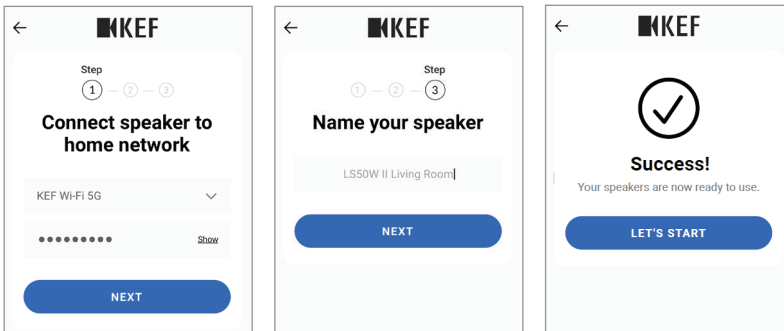 KEF
Step
1 2 3
Connect speaker to
home network
KEF Wi-Fi 5G
Show
NEXT
KEF
Step
1 2 3
Name your speaker
LS50W II Living Room
NEXT
KEF
Success!
Your speakers are now ready to use.
LET'S START